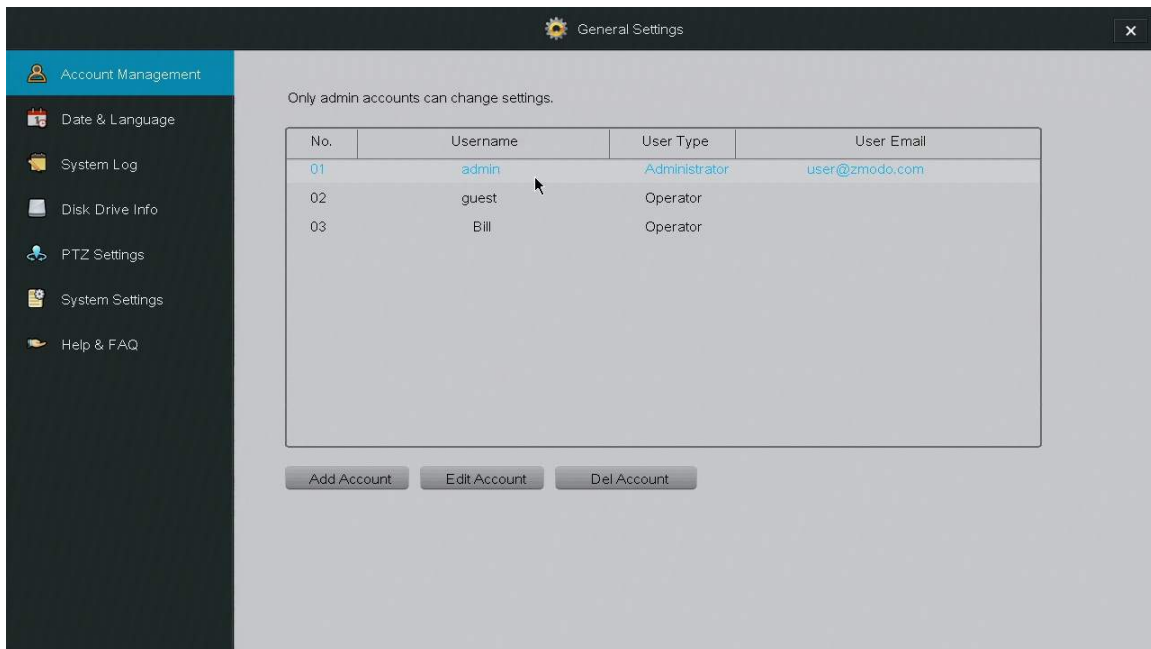 General Settings
x
Account Management
Date & Language
System Log
Disk Drive Info
PTZ Settings
System Settings
Help & FAQ
Only admin accounts can change settings.
No. Username User Type User Email
01 admin Administrator user@zmodo.com
02 guest Operator
03 Bill Operator
Add Account Edit Account Del Account